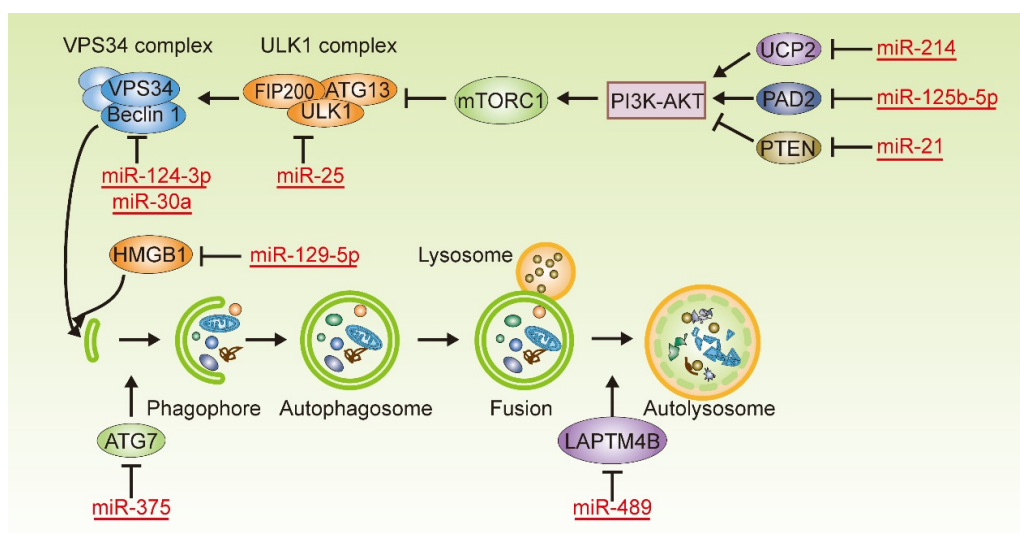 VPS34 complex
ULK1 complex
VPS34
Beclin 1
FIP200
ATG13
ULK1
mTORC1
PI3K-AKT
UCP2
miR-214
PAD2
miR-125b-5p
PTEN
miR-21
miR-124-3p
miR-30a
miR-25
HMGB1
miR-129-5p
Lysosome
Phagophore
Autophagosome
Fusion
Autolysosome
ATG7
LAPTM4B
miR-375
miR-489